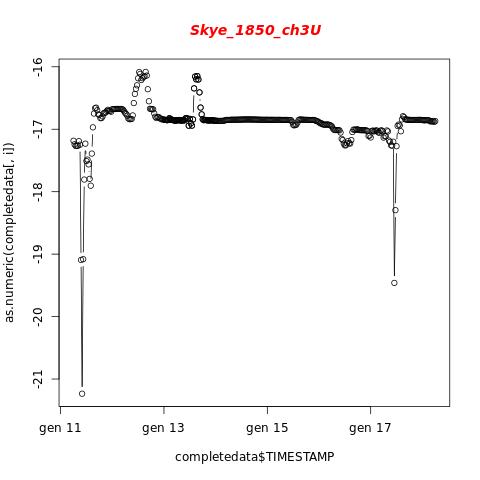 Skye_1850_ch3U
as.numeric(completedata[, i])
-16
-17
-18
-19
-20
-21
gen 11 gen 13 gen 15 gen 17
completedata$TIMESTAMP